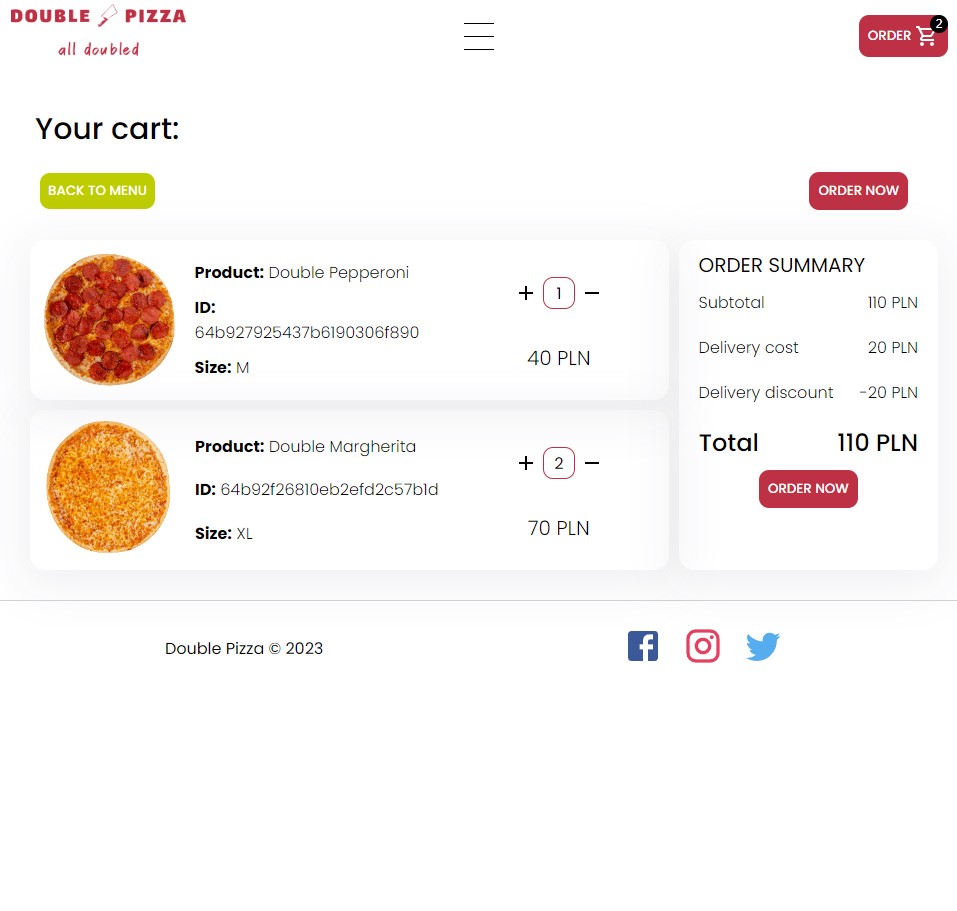 DOUBLE PIZZA
all doubled
ORDER 2
Your cart:
BACK TO MENU
ORDER NOW
Product: Double Pepperoni
ID:
64b927925437b6190306f890
Size: M
+ 1 −
40 PLN
Product: Double Margherita
ID: 64b92f26810eb2efd2c57b1d
Size: XL
+ 2 −
70 PLN
ORDER SUMMARY
Subtotal 110 PLN
Delivery cost 20 PLN
Delivery discount -20 PLN
Total 110 PLN
ORDER NOW
Double Pizza © 2023